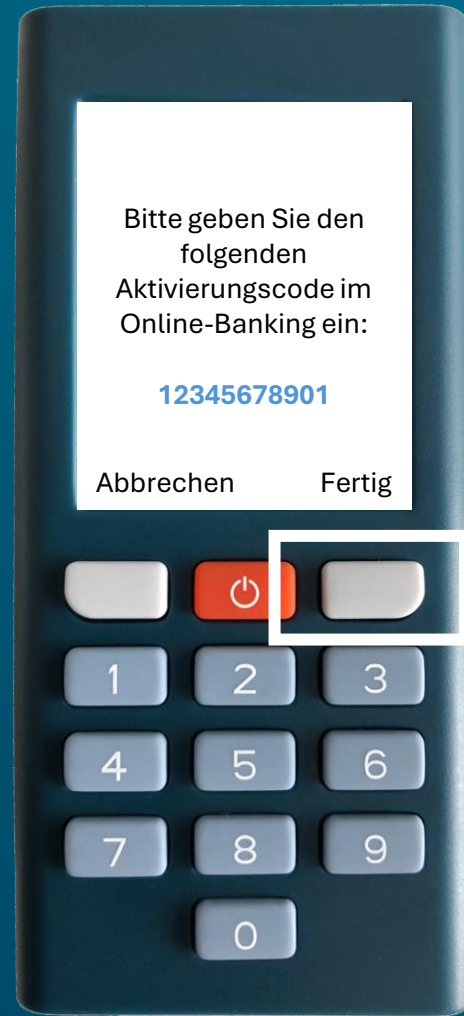 Bitte geben Sie den
folgenden
Aktivierungscode im
Online-Banking ein:
12345678901
Abbrechen Fertig
1 2 3
4 5 6
7 8 9
0